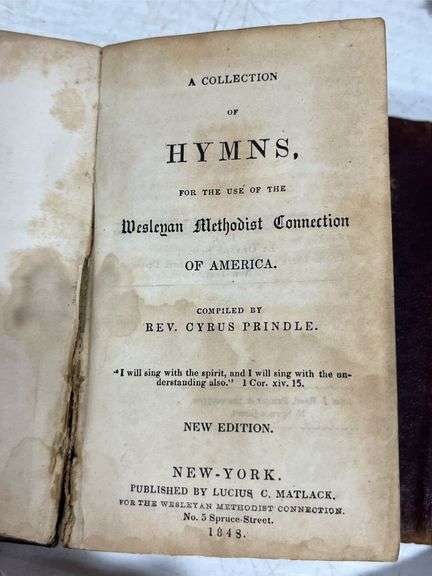 A COLLECTION
OF
HYMNS,
FOR THE USE OF THE
Wesleyan Methodist Connection
OF AMERICA.
COMPILED BY
REV. CYRUS PRINDLE.
"I will sing with the spirit, and I will sing with the un-
derstanding also." 1 Cor. xiv. 15.
NEW EDITION.
NEW-YORK.
PUBLISHED BY LUCIUS C. MATLACK,
FOR THE WESLEYAN METHODIST CONNECTION.
No. 5 Spruce-Street.
1848.